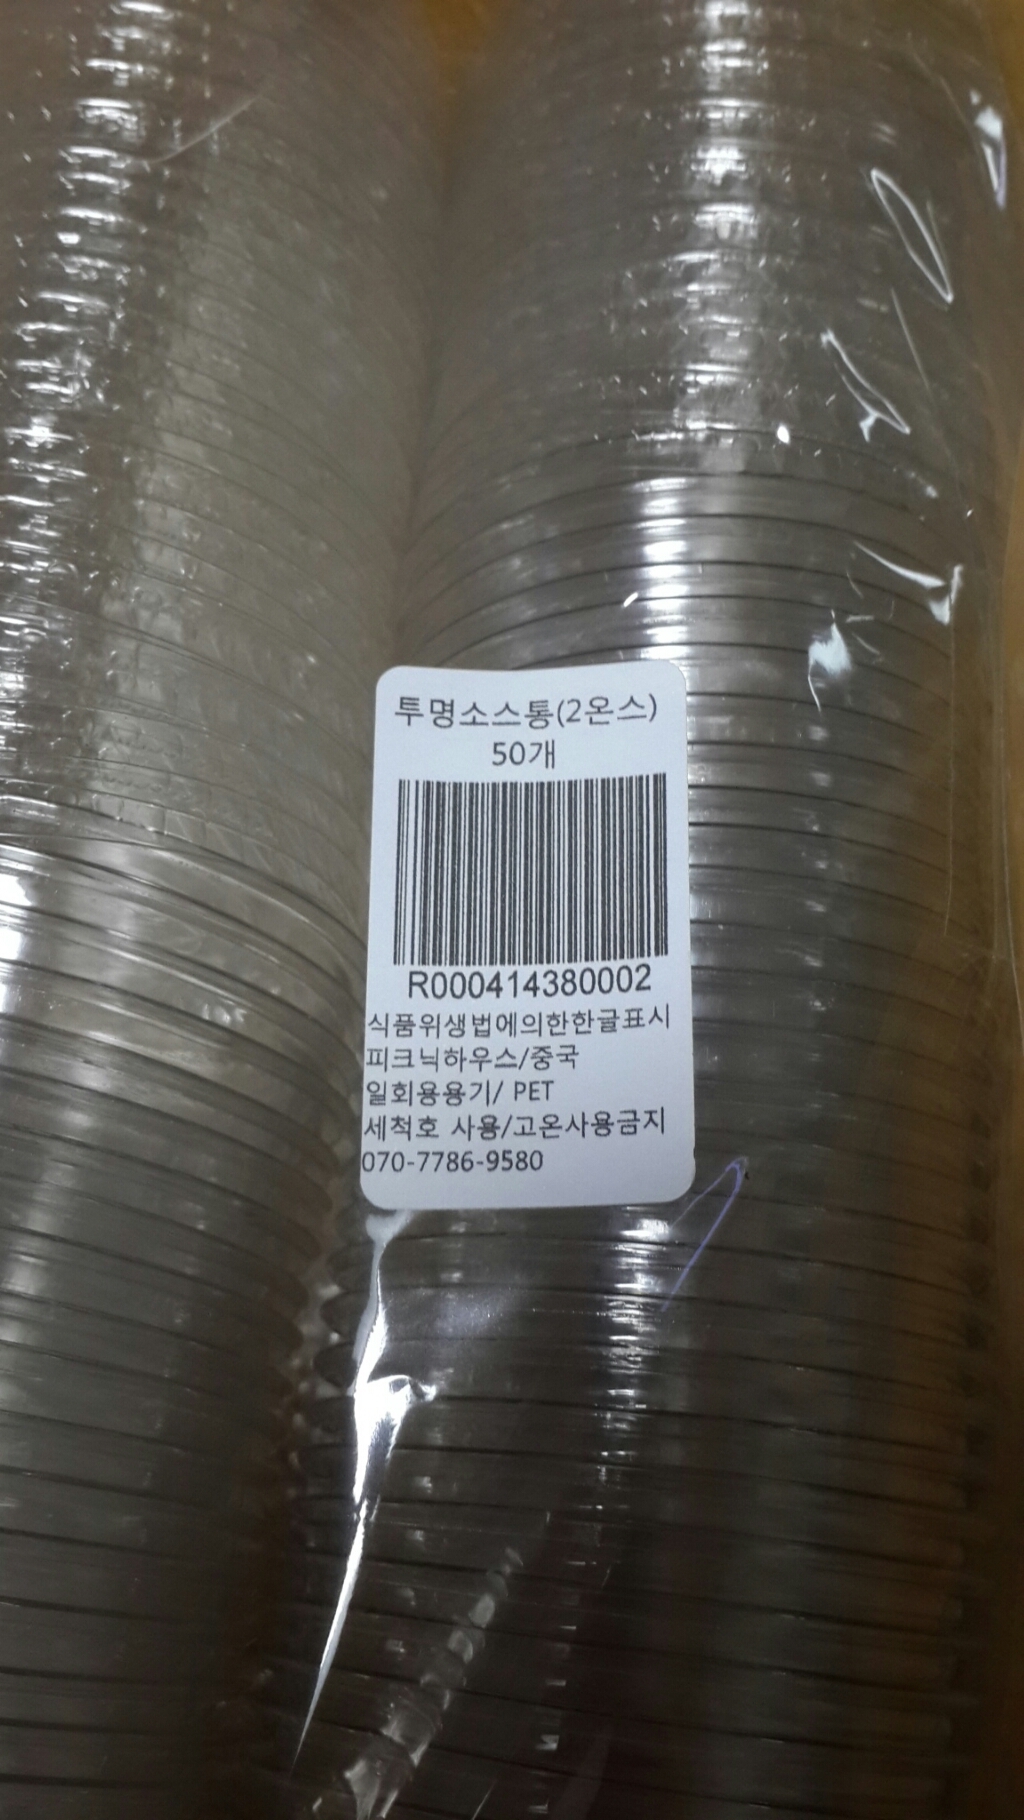 투명소스통(2온스)
50개
R000414380002
식품위생법에의한한글표시
피크닉하우스/중국
일회용용기/ PET
세척호 사용/고온사용금지
070-7786-9580